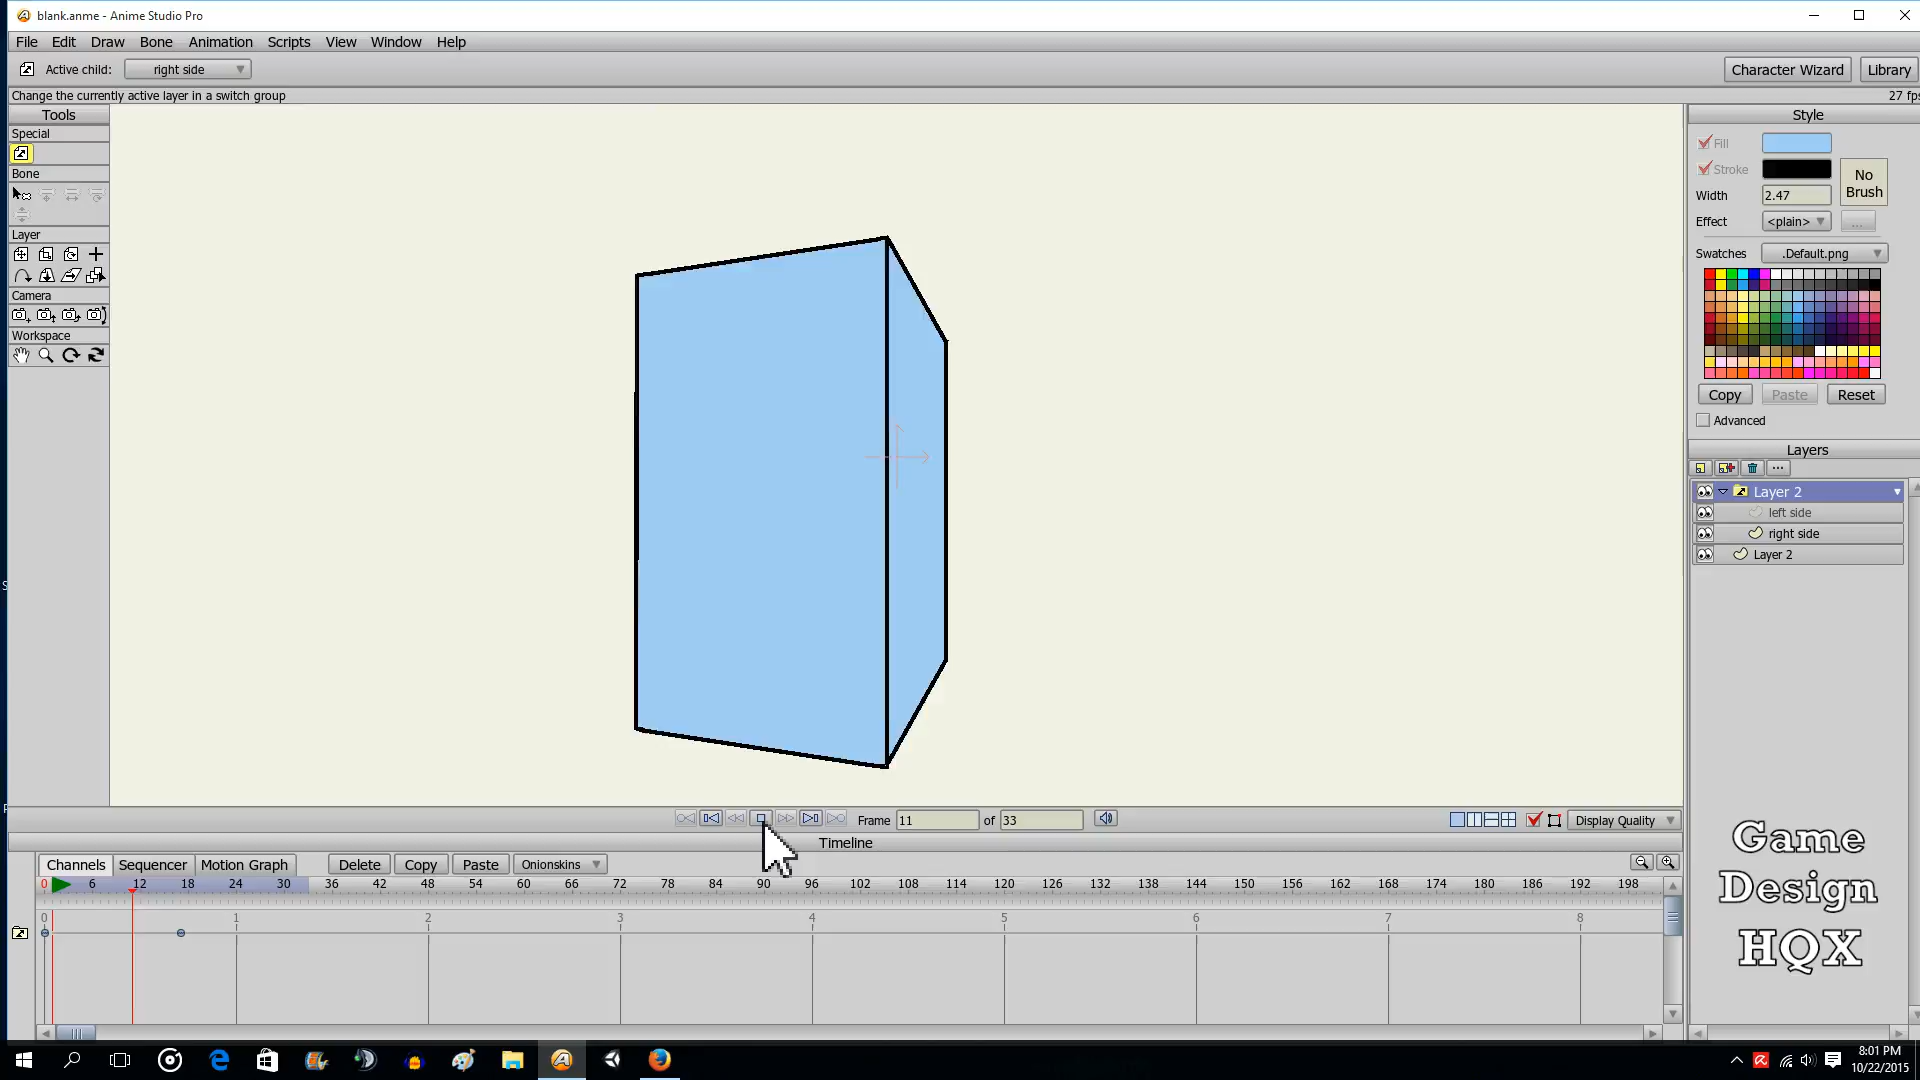 blank.anme - Anime Studio Pro
File Edit Draw Bone Animation Scripts View Window Help
Active child: right side Character Wizard Library
Change the currently active layer in a switch group 27 fps
Tools
Special
Bone
Layer
Camera
Workspace
Style
Fill
Stroke
No Brush
Width 2.47
Effect <plain> ...
Swatches .Default.png
Copy Paste Reset
Advanced
Layers
Layer 2
left side
right side
Layer 2
Frame 11 of 33 Display Quality
Timeline
Channels Sequencer Motion Graph Delete Copy Paste Onionskins
0 6 12 18 24 30 36 42 48 54 60 66 72 78 84 90 96 102 108 114 120 126 132 138 144 150 156 162 168 174 180 186 192 198
0 1 2 3 4 5 6 7 8
Game
Design
HQX
8:01 PM
10/22/2015